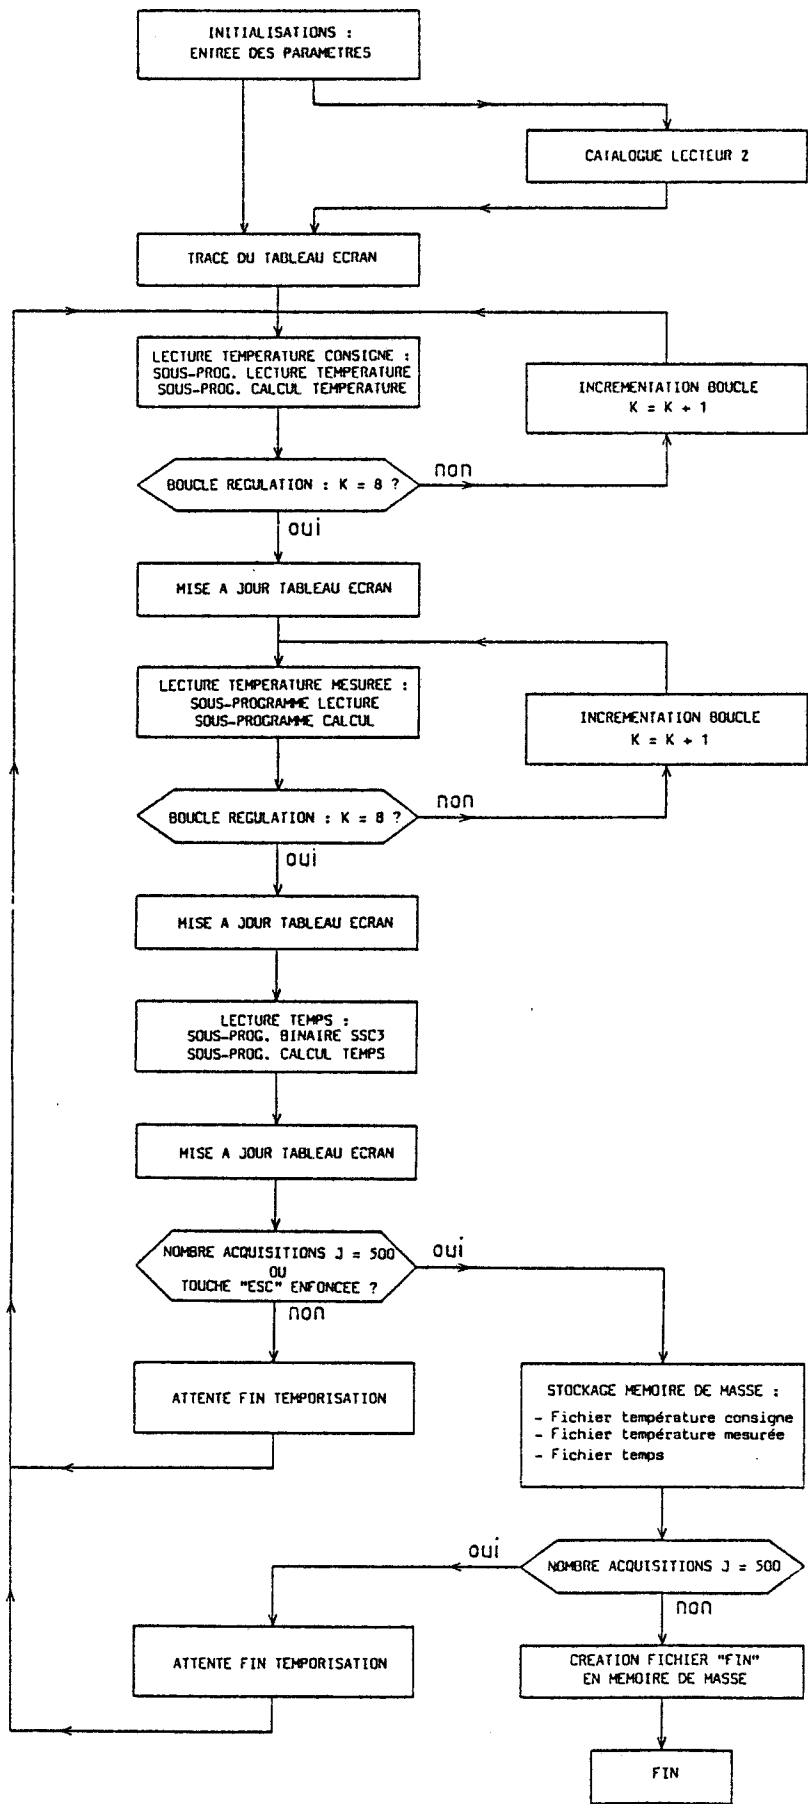 INITIALISATIONS :
ENTREE DES PARAMETRES
CATALOGUE LECTEUR 2
TRACE DU TABLEAU ECRAN
LECTURE TEMPERATURE CONSIGNE :
SOUS-PROG. LECTURE TEMPERATURE
SOUS-PROG. CALCUL TEMPERATURE
INCREMENTATION BOUCLE
K = K + 1
BOUCLE REGULATION : K = 8 ?
non
oui
MISE A JOUR TABLEAU ECRAN
LECTURE TEMPERATURE MESUREE :
SOUS-PROGRAMME LECTURE
SOUS-PROGRAMME CALCUL
INCREMENTATION BOUCLE
K = K + 1
BOUCLE REGULATION : K = 8 ?
non
oui
MISE A JOUR TABLEAU ECRAN
LECTURE TEMPS :
SOUS-PROG. BINAIRE SSC3
SOUS-PROG. CALCUL TEMPS
MISE A JOUR TABLEAU ECRAN
NOMBRE ACQUISITIONS J = 500
OU
TOUCHE "ESC" ENFONCEE ?
oui
non
ATTENTE FIN TEMPORISATION
STOCKAGE MEMOIRE DE MASSE :
- Fichier température consigne
- Fichier température mesurée
- Fichier temps
NOMBRE ACQUISITIONS J = 500
oui
non
ATTENTE FIN TEMPORISATION
CREATION FICHIER "FIN"
EN MEMOIRE DE MASSE
FIN